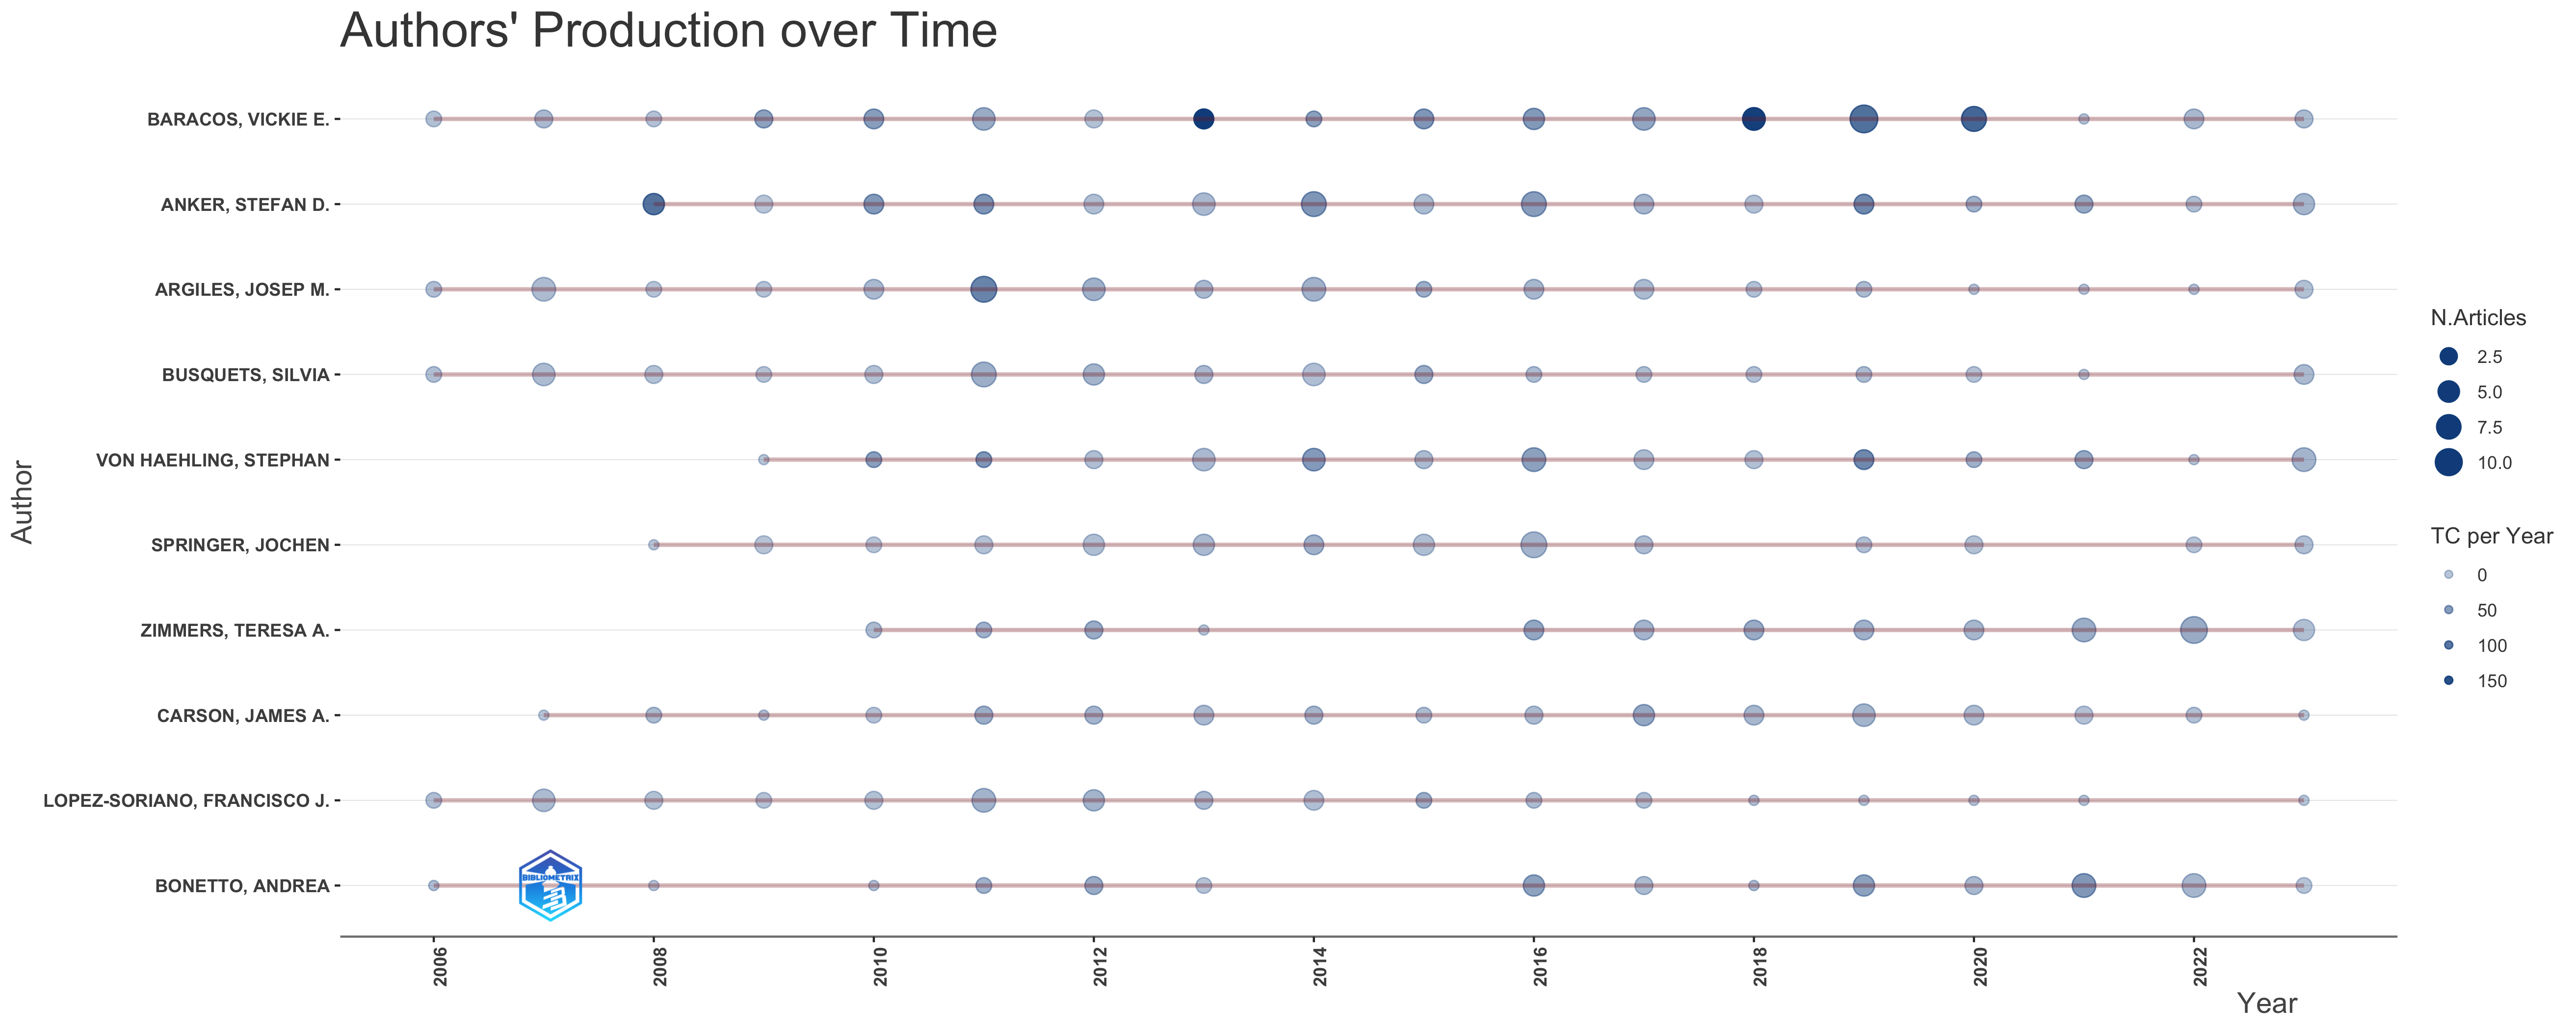 Authors' Production over Time
BARACOS, VICKIE E.
ANKER, STEFAN D.
ARGILES, JOSEP M.
BUSQUETS, SILVIA
VON HAEHLING, STEPHAN
SPRINGER, JOCHEN
ZIMMERS, TERESA A.
CARSON, JAMES A.
LOPEZ-SORIANO, FRANCISCO J.
BONETTO, ANDREA
Author
BIBLIOMETRIX
2006
2008
2010
2012
2014
2016
2018
2020
2022
Year
N.Articles
2.5
5.0
7.5
10.0
TC per Year
0
50
100
150